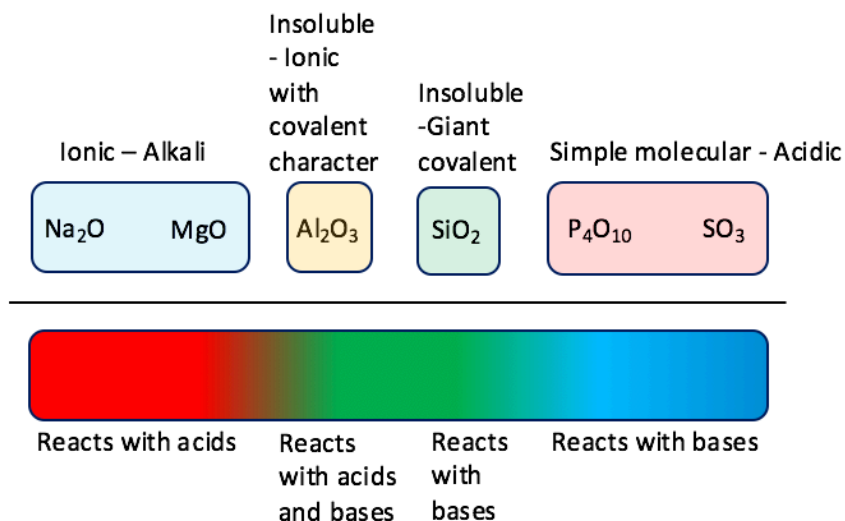 Ionic – Alkali
Insoluble
- Ionic
with
covalent
character
Insoluble
-Giant
covalent
Simple molecular - Acidic
Na₂O
MgO
Al₂O₃
SiO₂
P₄O₁₀
SO₃
Reacts with acids
Reacts
with acids
and bases
Reacts
with
bases
Reacts with bases